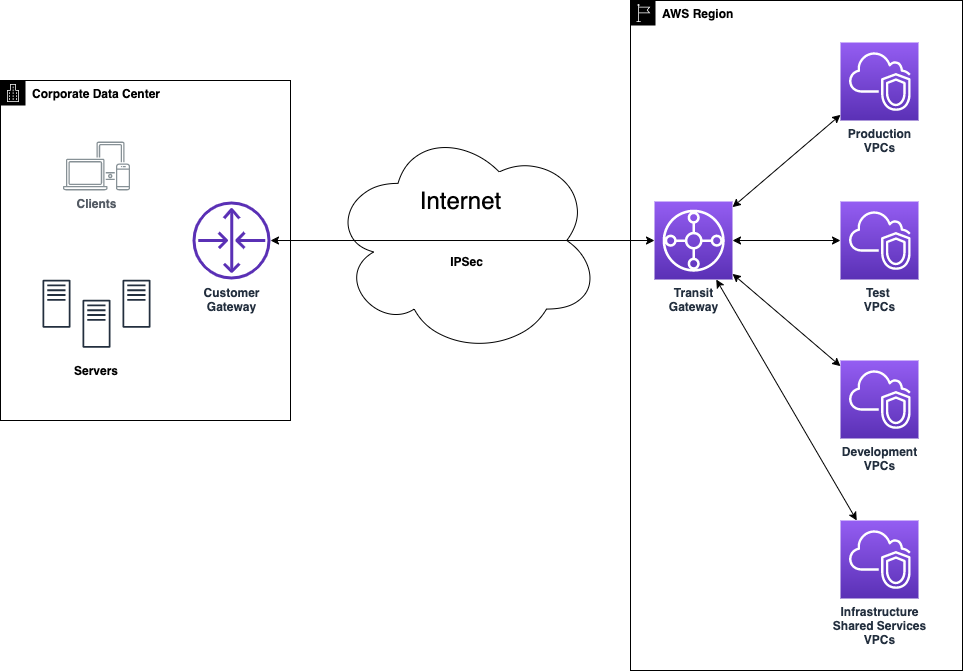 AWS Region
Corporate Data Center
Production
VPCs
Clients
Internet
IPSec
Customer
Gateway
Transit
Gateway
Test
VPCs
Servers
Development
VPCs
Infrastructure
Shared Services
VPCs